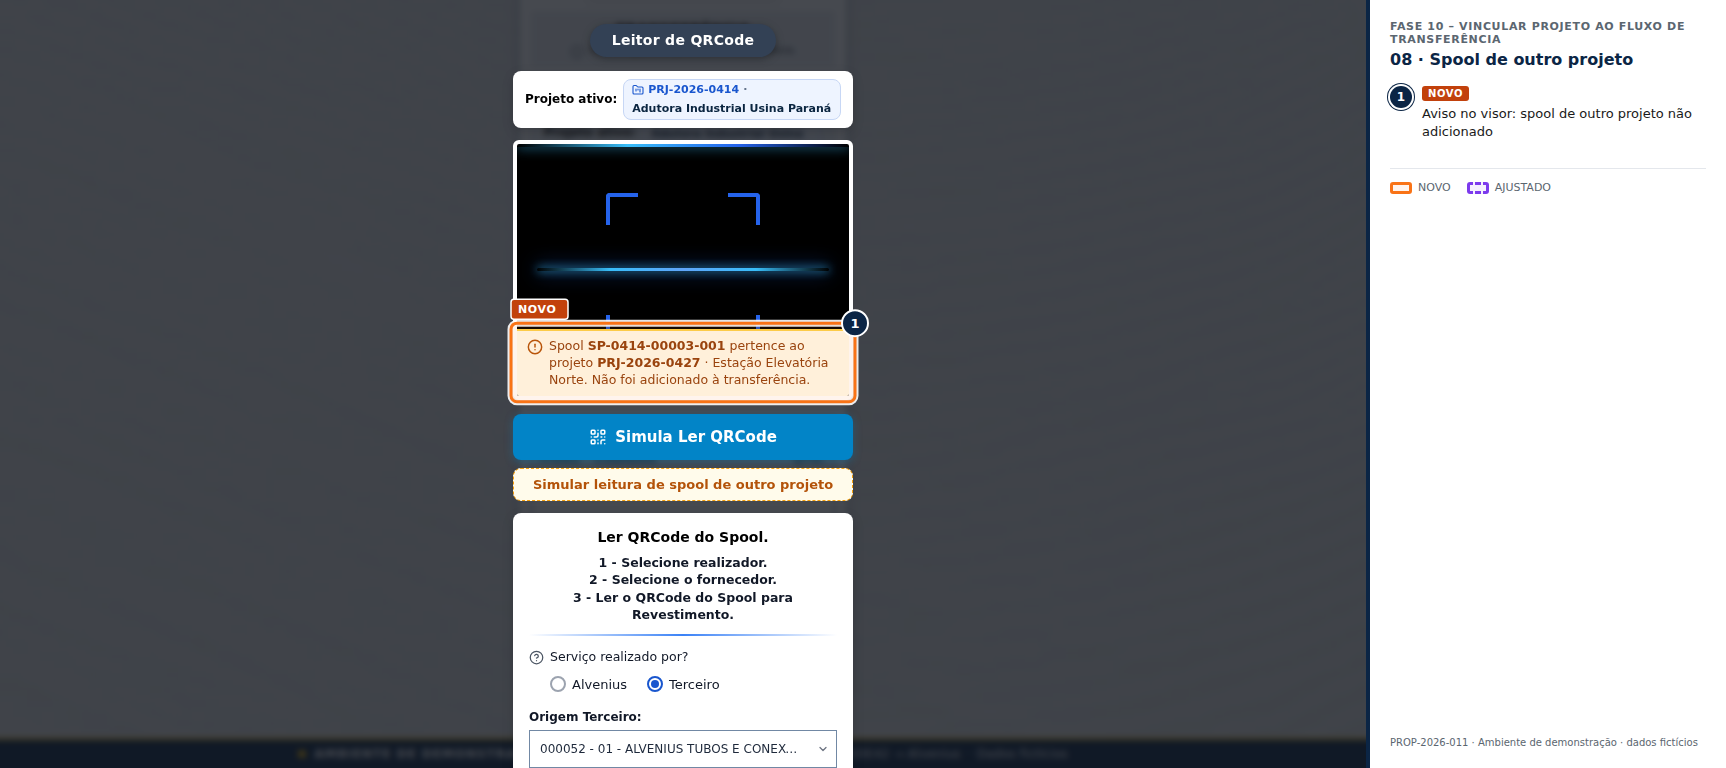 Leitor de QRCode
Projeto ativo:
PRJ-2026-0414 ·
Adutora Industrial Usina Paraná
NOVO
1
Spool SP-0414-00003-001 pertence ao
projeto PRJ-2026-0427 · Estação Elevatória
Norte. Não foi adicionado à transferência.
Simula Ler QRCode
Simular leitura de spool de outro projeto
Ler QRCode do Spool.
1 - Selecione realizador.
2 - Selecione o fornecedor.
3 - Ler o QRCode do Spool para
Revestimento.
Serviço realizado por?
Alvenius
Terceiro
Origem Terceiro:
000052 - 01 - ALVENIUS TUBOS E CONEX...
FASE 10 – VINCULAR PROJETO AO FLUXO DE
TRANSFERÊNCIA
08 · Spool de outro projeto
1
NOVO
Aviso no visor: spool de outro projeto não
adicionado
NOVO
AJUSTADO
PROP-2026-011 · Ambiente de demonstração · dados fictícios